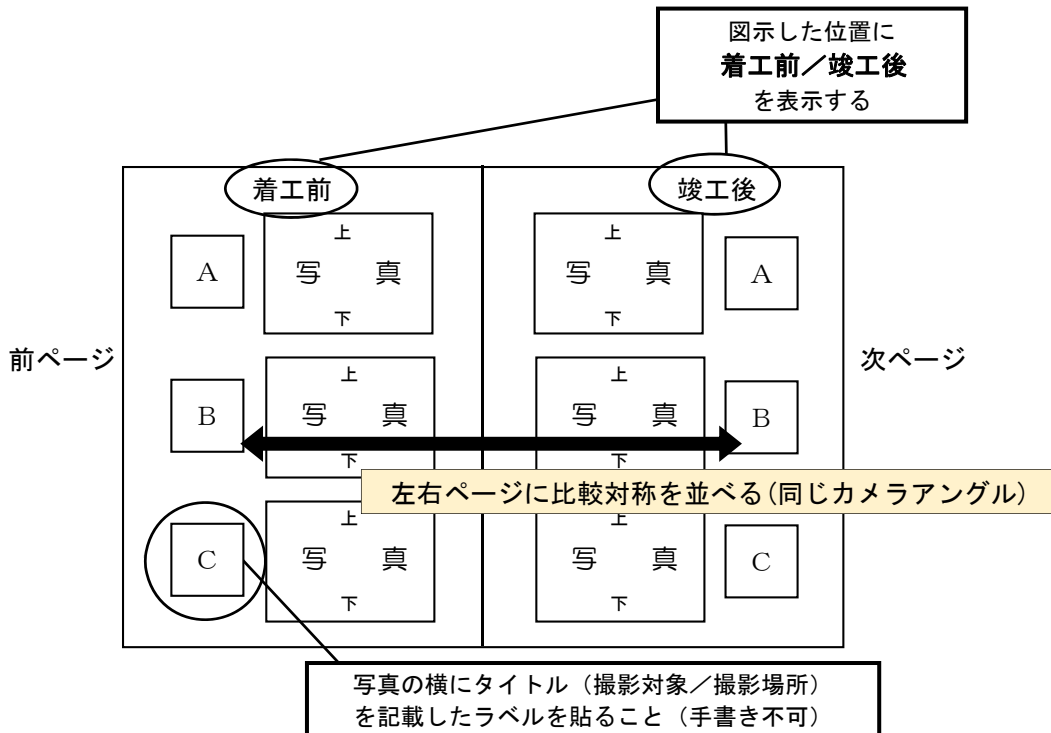 図示した位置に
着工前／竣工後
を表示する
着工前
竣工後
上
写 真
下
A
上
写 真
下
A
前ページ
次ページ
上
写 真
下
B
上
写 真
下
B
左右ページに比較対称を並べる(同じカメラアングル)
上
写 真
下
C
上
写 真
下
C
写真の横にタイトル（撮影対象／撮影場所）
を記載したラベルを貼ること（手書き不可）